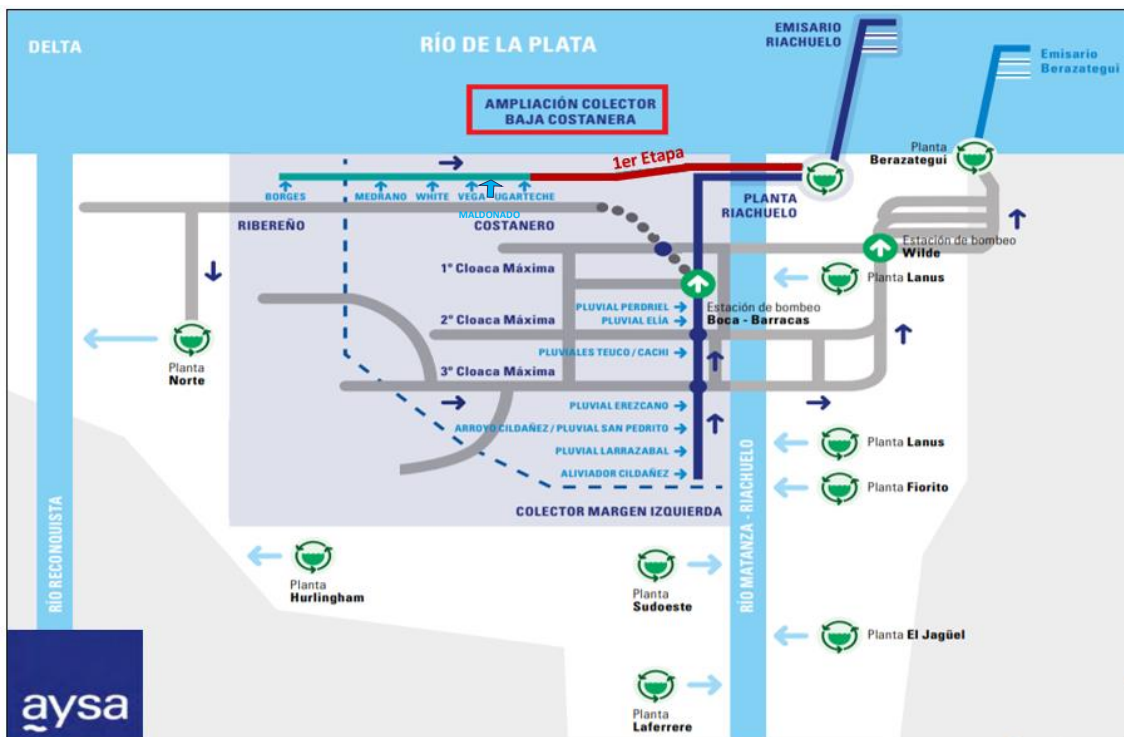 DELTA
RÍO DE LA PLATA
EMISARIO
RIACHUELO
Emisario
Berazategui
AMPLIACIÓN COLECTOR
BAJA COSTANERA
1er Etapa
Planta
Berazategui
BORGES
MEDRANO
WHITE
VEGA
UGARTECHE
MALDONADO
PLANTA
RIACHUELO
RIBEREÑO
COSTANERO
Estación de bombeo
Wilde
1º Cloaca Máxima
Planta Lanus
PLUVIAL PERDRIEL
Estación de bombeo
Boca - Barracas
2º Cloaca Máxima
PLUVIAL ELÍA
PLUVIALES TEUCO / CACHI
Planta
Norte
3º Cloaca Máxima
PLUVIAL EREZCANO
ARROYO CILDAÑEZ / PLUVIAL SAN PEDRITO
Planta Lanus
PLUVIAL LARRAZABAL
ALIVIADOR CILDAÑEZ
Planta Fiorito
COLECTOR MARGEN IZQUIERDA
RÍO RECONQUISTA
RÍO MATANZA - RIACHUELO
Planta
Hurlingham
Planta
Sudoeste
Planta El Jagüel
Planta
Laferrere
aysa